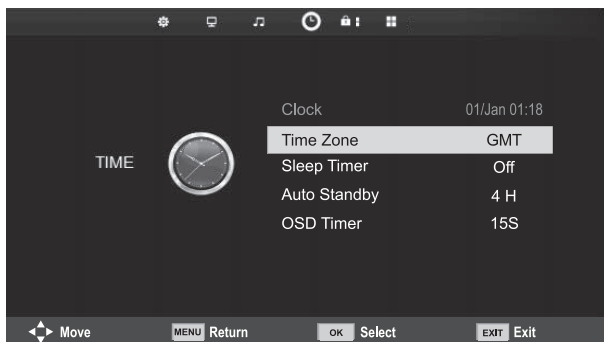 Clock 01/Jan 01:18
Time Zone GMT
TIME
Sleep Timer Off
Auto Standby 4 H
OSD Timer 15S
Move MENU Return OK Select EXIT Exit